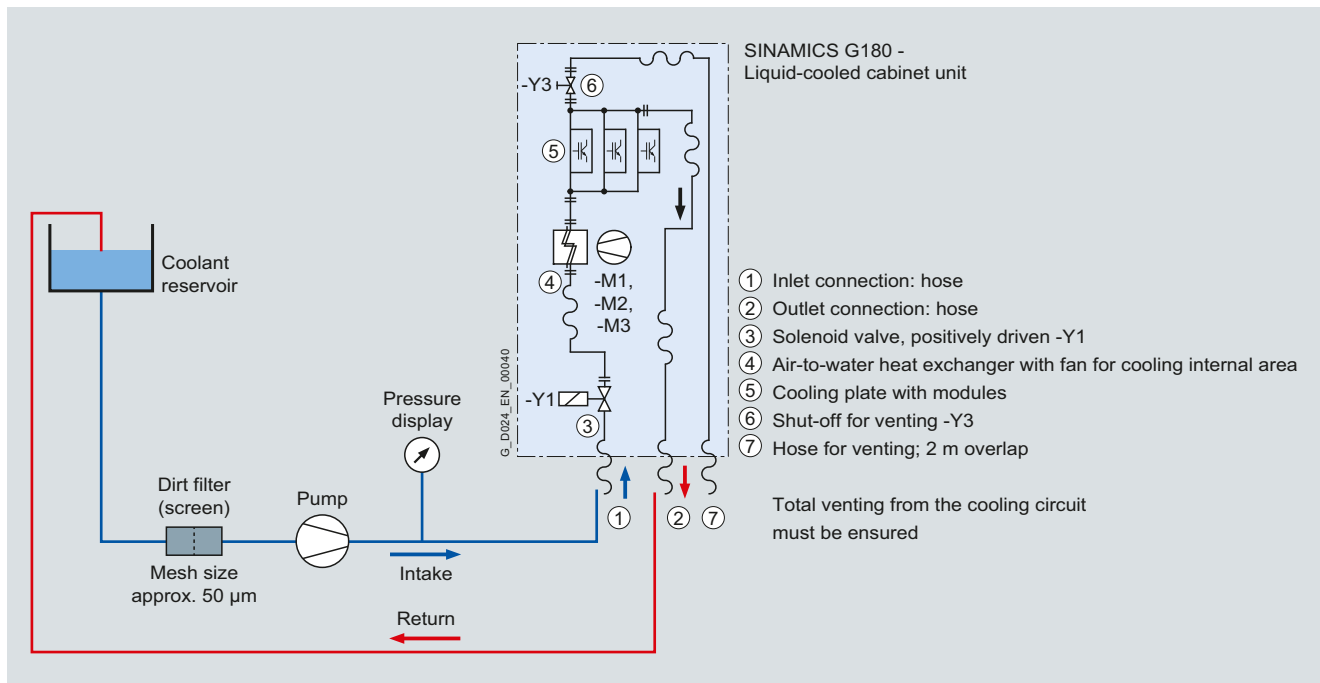 SINAMICS G180 -
Liquid-cooled cabinet unit
-Y3
6
5
4
-M1,
-M2,
-M3
-Y1
3
G_D024_EN_00040
Coolant
reservoir
Pressure
display
Dirt filter
(screen)
Pump
Mesh size
approx. 50 µm
Intake
Return
1
2
7
1 Inlet connection: hose
2 Outlet connection: hose
3 Solenoid valve, positively driven -Y1
4 Air-to-water heat exchanger with fan for cooling internal area
5 Cooling plate with modules
6 Shut-off for venting -Y3
7 Hose for venting; 2 m overlap
Total venting from the cooling circuit
must be ensured